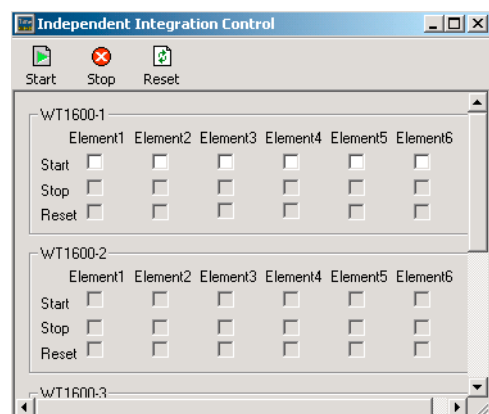 Independent Integration Control
Start Stop Reset
WT1600-1
Element1 Element2 Element3 Element4 Element5 Element6
Start
Stop
Reset
WT1600-2
Element1 Element2 Element3 Element4 Element5 Element6
Start
Stop
Reset
WT1600-3